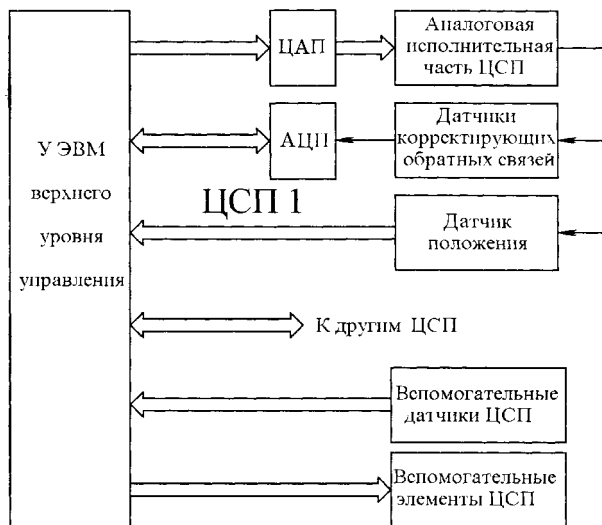 Аналоговая
исполнительная
часть ЦСП
ЦАП
Датчики
корректирующих
обратных связей
АЦП
У ЭВМ
верхнего
уровня
управления
ЦСП 1
Датчик
положения
К другим ЦСП
Вспомогательные
датчики ЦСП
Вспомогательные
элементы ЦСП